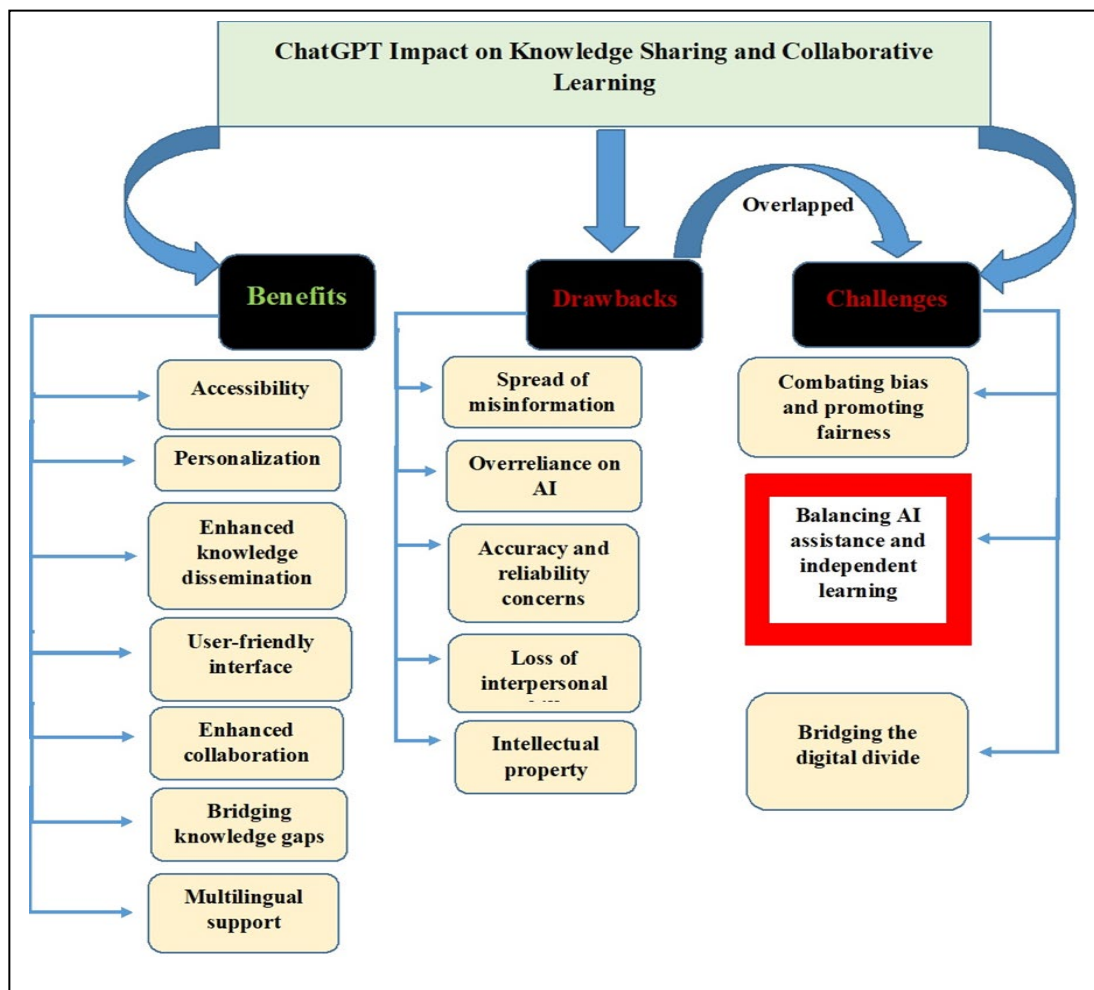 ChatGPT Impact on Knowledge Sharing and Collaborative
Learning
Overlapped
Benefits
Accessibility
Personalization
Enhanced
knowledge
dissemination
User-friendly
interface
Enhanced
collaboration
Bridging
knowledge gaps
Multilingual
support
Drawbacks
Spread of
misinformation
Overreliance on
AI
Accuracy and
reliability
concerns
Loss of
interpersonal
Intellectual
property
Challenges
Combating bias
and promoting
fairness
Balancing AI
assistance and
independent
learning
Bridging the
digital divide